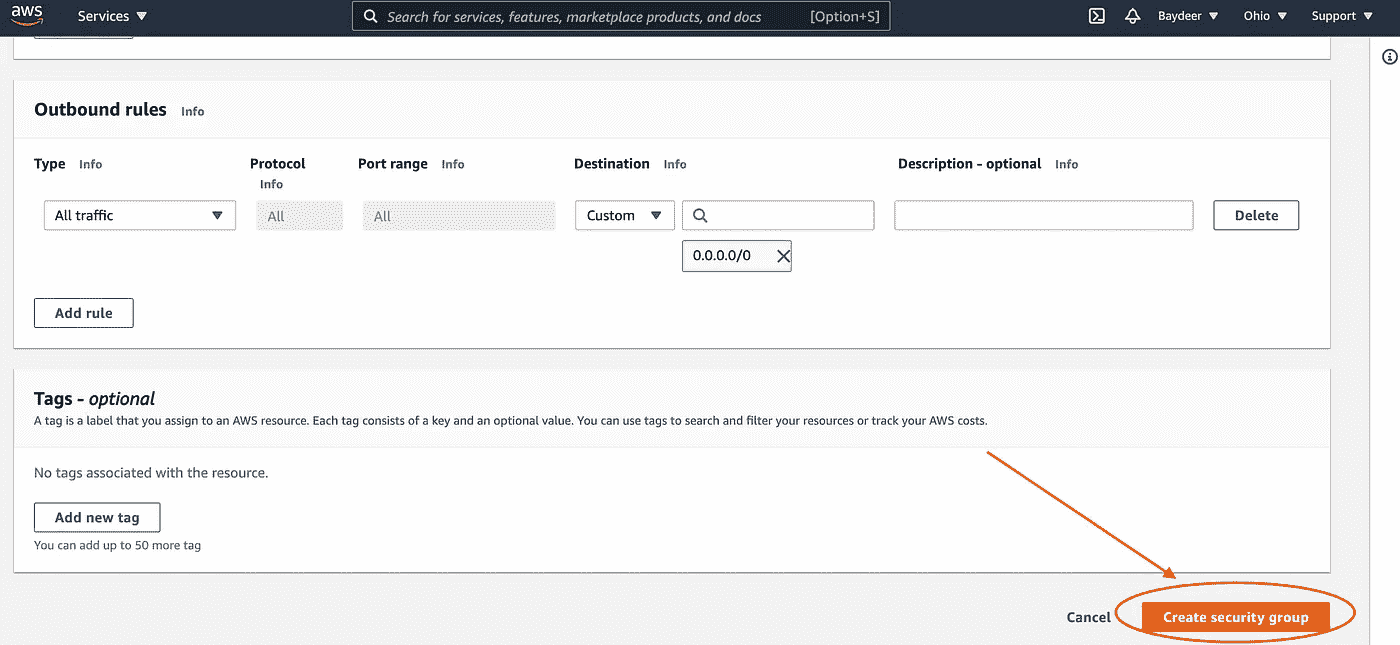 aws Services Search for services, features, marketplace products, and docs [Option+S] Baydeer Ohio Support
Outbound rules Info
Type Info Protocol Port range Info Destination Info Description - optional Info
Info
All traffic All All Custom Delete
0.0.0.0/0
Add rule
Tags - optional
A tag is a label that you assign to an AWS resource. Each tag consists of a key and an optional value. You can use tags to search and filter your resources or track your AWS costs.
No tags associated with the resource.
Add new tag
You can add up to 50 more tag
Cancel Create security group